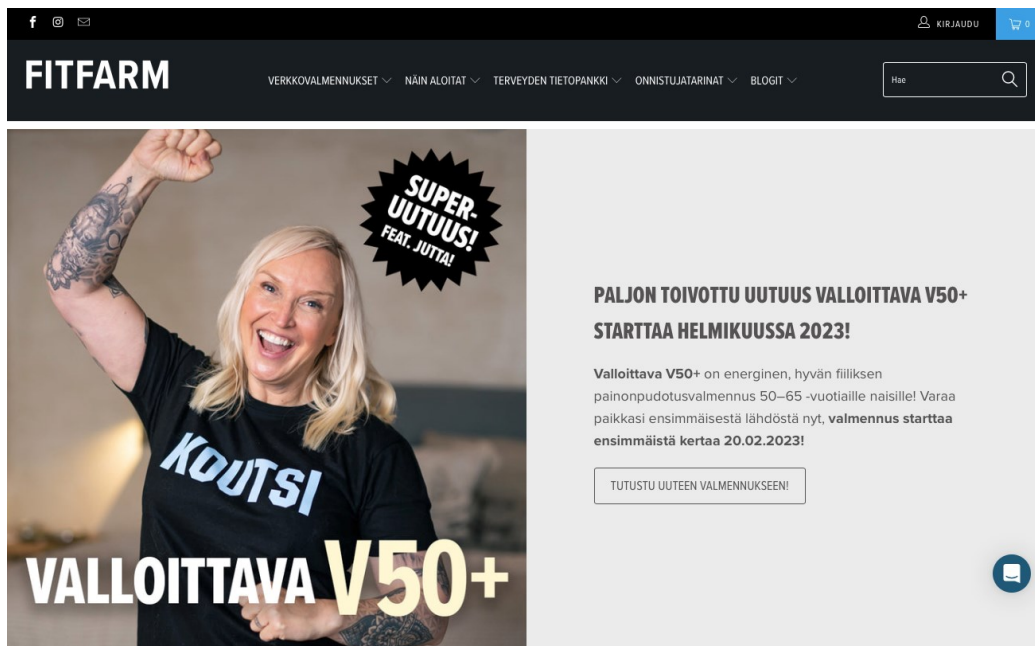 KIRJAUDU
0
FITFARM
VERKKOVALMENNUKSET
NÄIN ALOITAT
TERVEYDEN TIETOPANKKI
ONNISTUJATARINAT
BLOGIT
Hae
SUPER-
UUTUUS!
FEAT. JUTTA!
KOUTSI
VALLOITTAVA V50+
PALJON TOIVOTTU UUTUUS VALLOITTAVA V50+
STARTTAA HELMIKUUSSA 2023!
Valloittava V50+ on energinen, hyvän fiiliksen
painonpudotusvalmennus 50–65 -vuotiaille naisille! Varaa
paikkasi ensimmäisestä lähdöstä nyt, valmennus starttaa
ensimmäistä kertaa 20.02.2023!
TUTUSTU UUTEEN VALMENNUKSEEN!